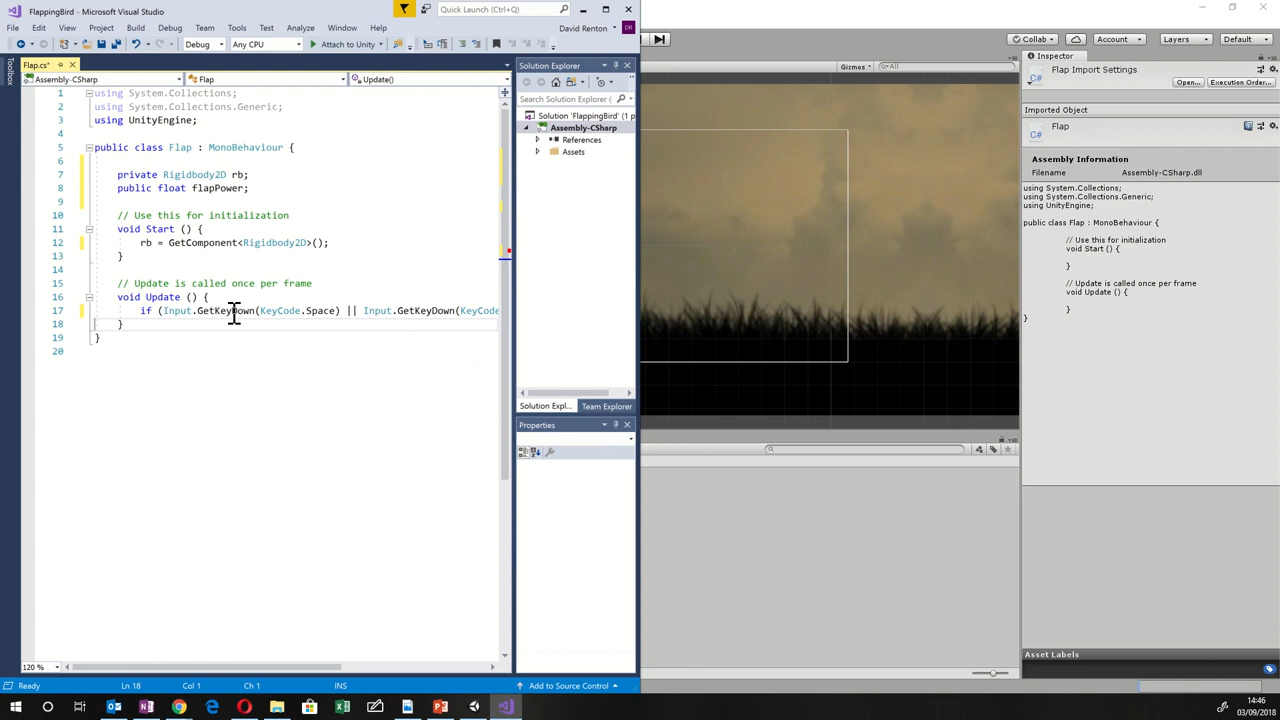 FlappingBird - Microsoft Visual Studio
Quick Launch (Ctrl+Q)
File Edit View Project Build Debug Team Tools Test Analyze Window Help
David Renton DR
Debug Any CPU Attach to Unity
Collab Account Layers Default
Toolbox
Flap.cs*
Assembly-CSharp Flap Update()
1 using System.Collections;
2 using System.Collections.Generic;
3 using UnityEngine;
4
5 public class Flap : MonoBehaviour {
6
7 private Rigidbody2D rb;
8 public float flapPower;
9
10 // Use this for initialization
11 void Start () {
12 rb = GetComponent<Rigidbody2D>();
13 }
14
15 // Update is called once per frame
16 void Update () {
17 if (Input.GetKeyDown(KeyCode.Space) || Input.GetKeyDown(KeyCode
18 }
19 }
20
120 %
Solution Explorer
Search Solution Explorer (
Solution 'FlappingBird' (1 p
Assembly-CSharp
References
Assets
Solution Expl... Team Explorer
Properties
Gizmos All
Inspector
Flap Import Settings
Open... Execution Order...
Imported Object
Flap
Assembly Information
Filename Assembly-CSharp.dll
using System.Collections;
using System.Collections.Generic;
using UnityEngine;
public class Flap : MonoBehaviour {
// Use this for initialization
void Start () {
}
// Update is called once per frame
void Update () {
}
}
Asset Labels
Ready Ln 18 Col 1 Ch 1 INS Add to Source Control
14:46
03/09/2018